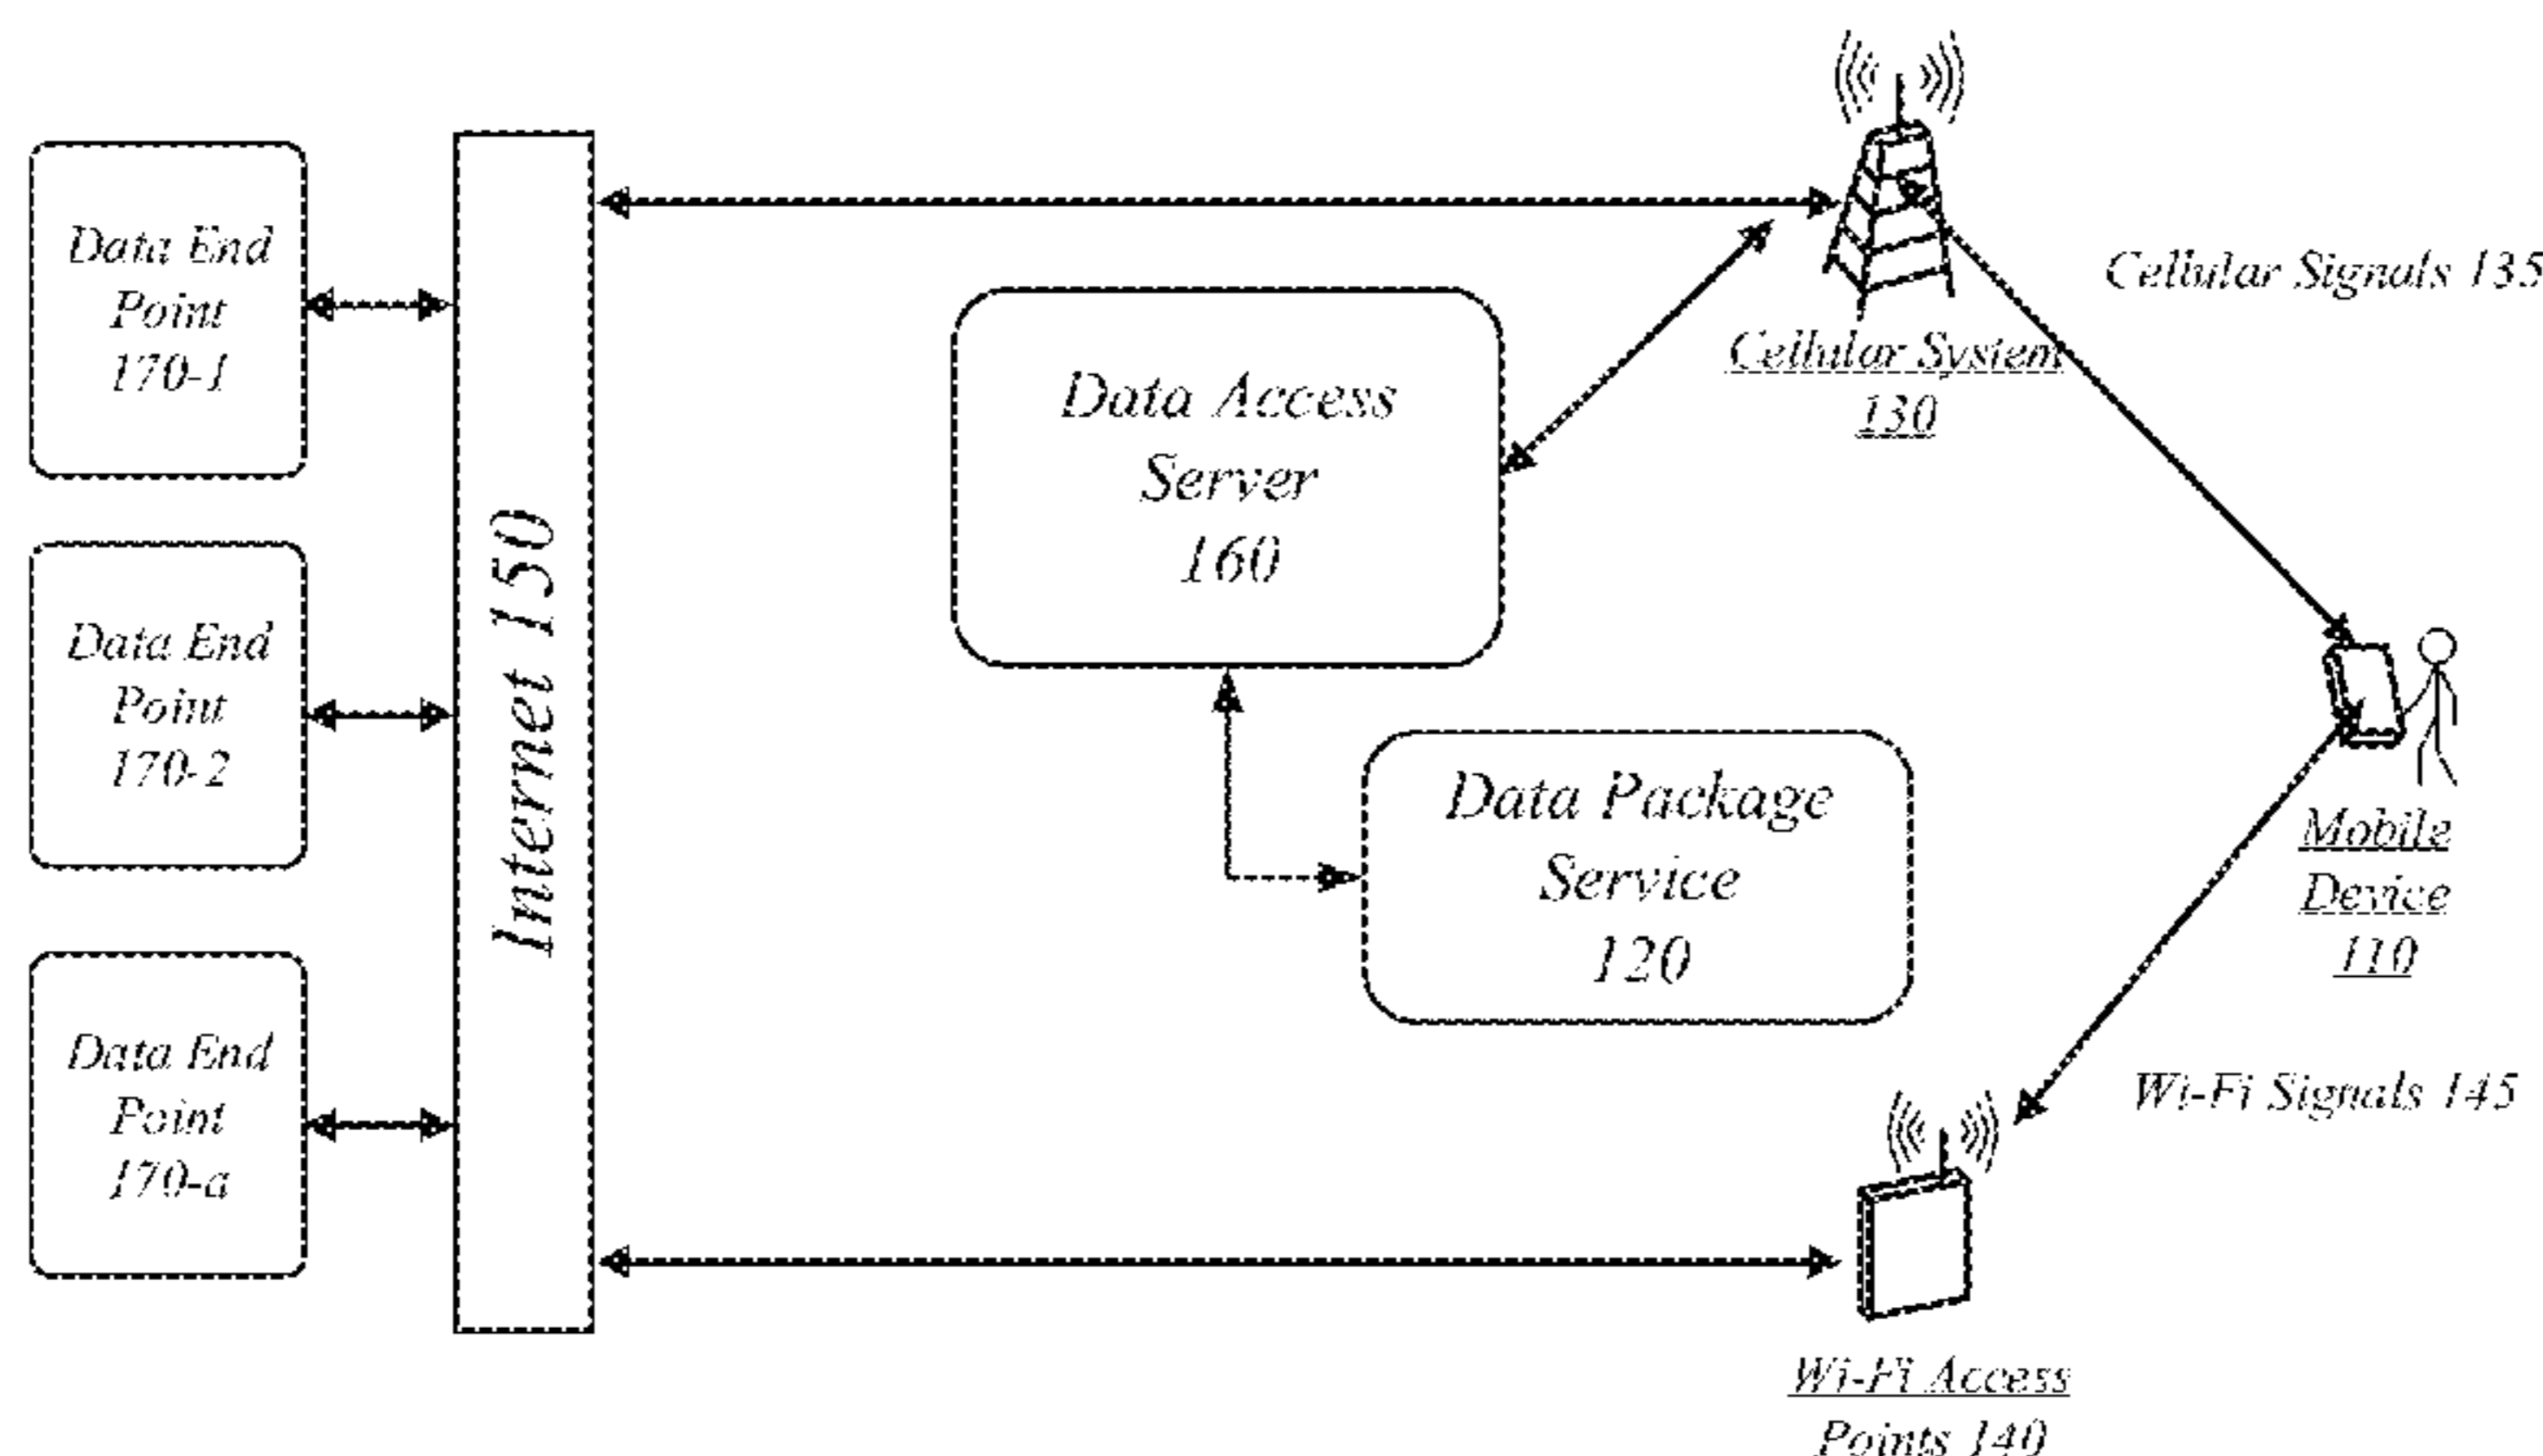 Data End
Point
170-1
Data End
Point
170-2
Data End
Point
170-a
Internet 150
Data Access
Server
160
Data Package
Service
120
Cellular System
130
Cellular Signals 135
Mobile
Device
110
Wi-Fi Signals 145
Wi-Fi Access
Points 140